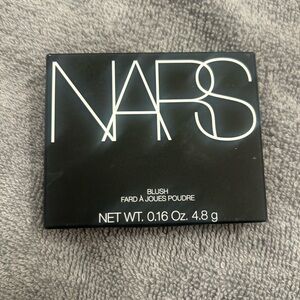 NARS
BLUSH
FARD À JOUES POUDRE
NET WT. 0.16 Oz. 4.8 g